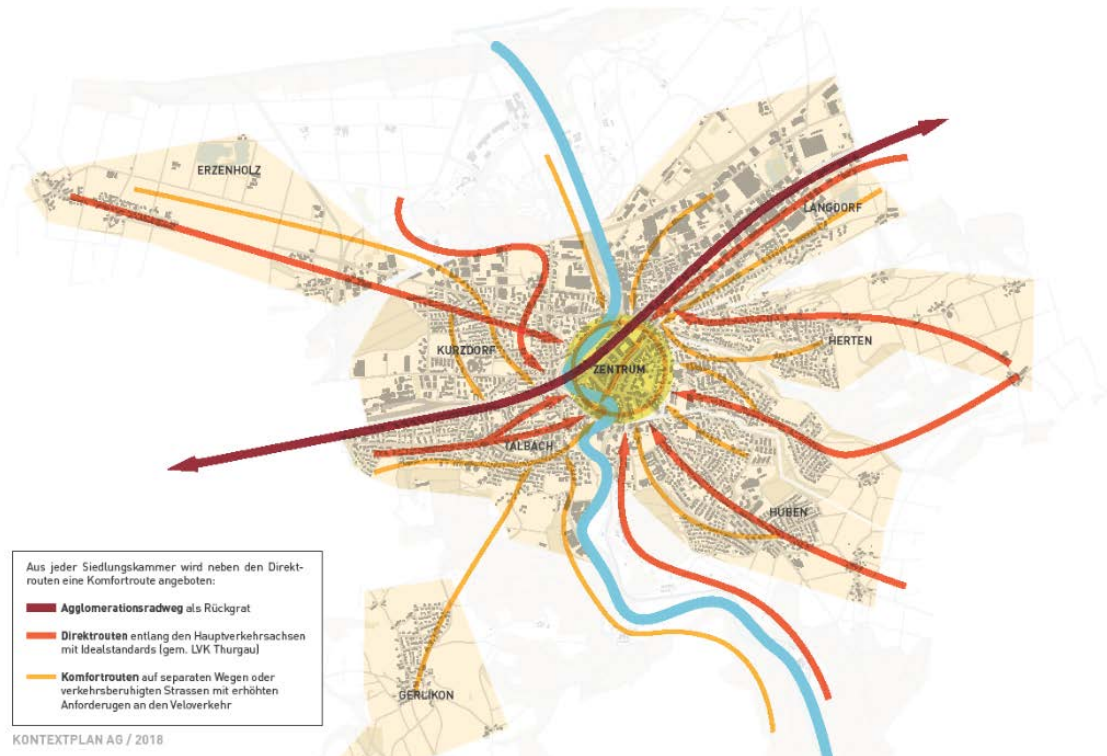 ERZENHOLZ
LANGDORF
HERTEN
KURZDORF
ZENTRUM
TALBACH
HUBEN
GERLIKON
Aus jeder Siedlungskammer wird neben den Direkt-
routen eine Komfortroute angeboten:
Agglomerationsradweg als Rückgrat
Direktrouten entlang den Hauptverkehrsachsen
mit Idealstandards (gem. LVK Thurgau)
Komfortrouten auf separaten Wegen oder
verkehrsberuhigten Strassen mit erhöhten
Anforderugen an den Veloverkehr
KONTEXTPLAN AG / 2018